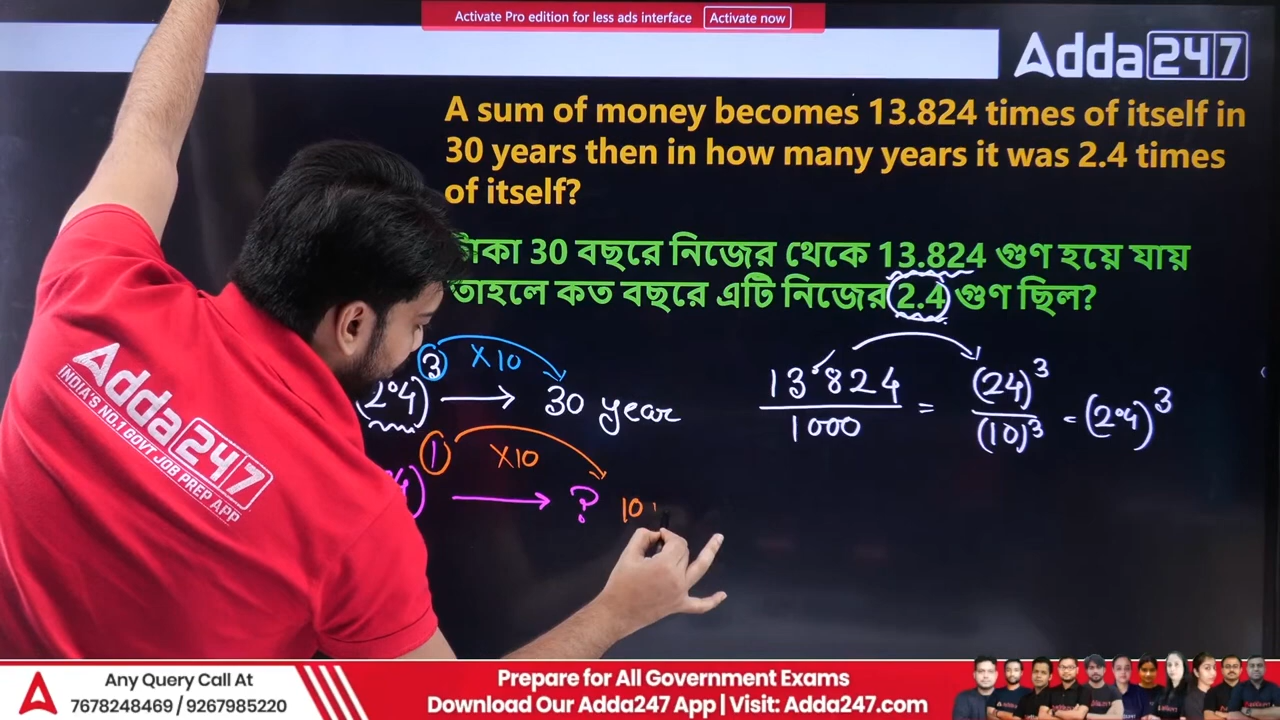 Activate Pro edition for less ads interface Activate now
Adda247
A sum of money becomes 13.824 times of itself in
30 years then in how many years it was 2.4 times
of itself?
টাকা 30 বছরে নিজের থেকে 13.824 গুণ হয়ে যায়
তাহলে কত বছরে এটি নিজের 2.4 গুণ ছিল?
3 X10
(2.4) → 30 year
1 X10
→ ? 10
13.824 / 1000 = (24)^3 / (10)^3 = (2.4)^3
Adda247
INDIA'S NO.1 GOVT JOB PREP APP
Any Query Call At
7678248469 / 9267985220
Prepare for All Government Exams
Download Our Adda247 App | Visit: Adda247.com